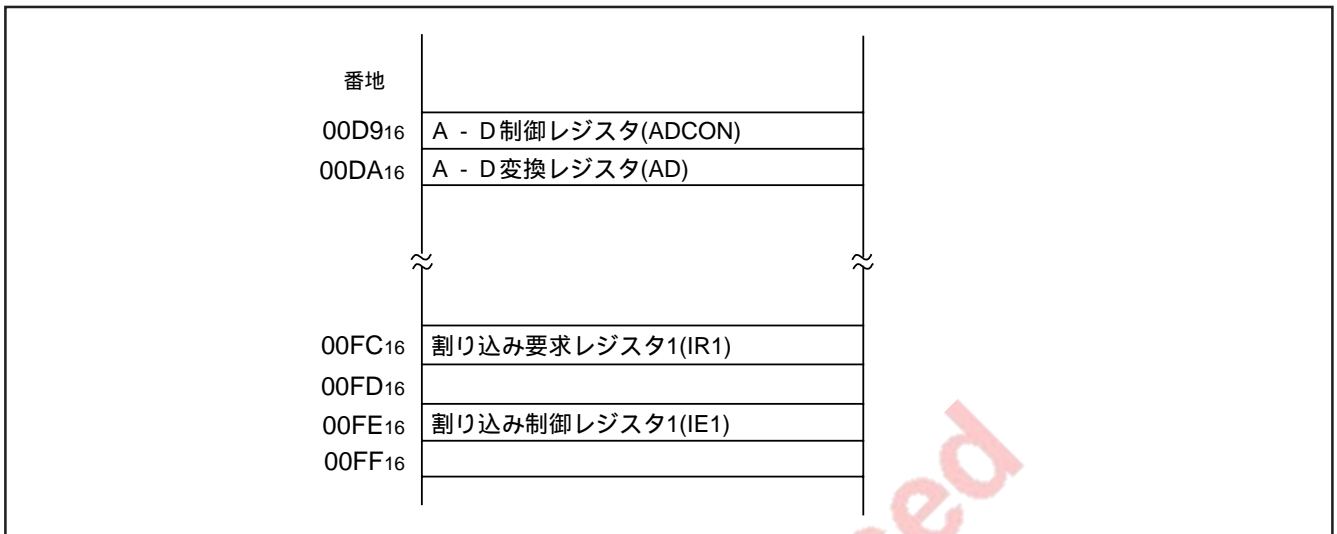 番地
00D916 A - D制御レジスタ(ADCON)
00DA16 A - D変換レジスタ(AD)
00FC16 割り込み要求レジスタ1(IR1)
00FD16
00FE16 割り込み制御レジスタ1(IE1)
00FF16